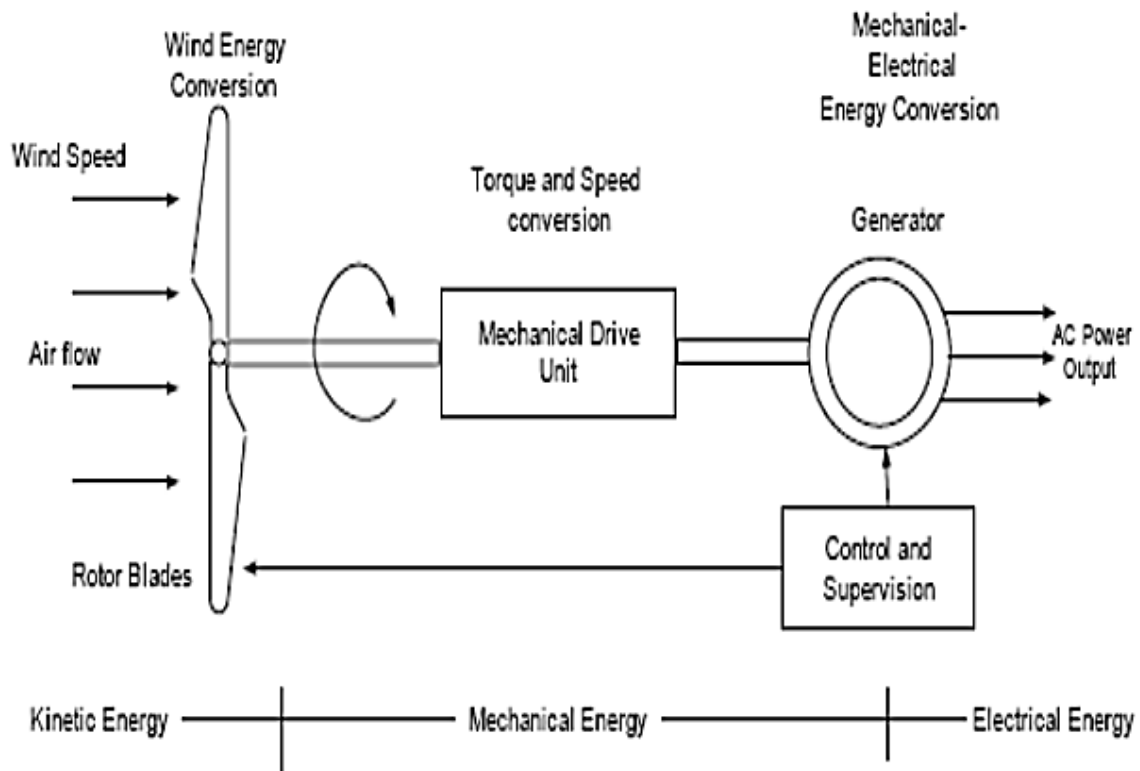 Wind Energy
Conversion
Mechanical-
Electrical
Energy Conversion
Wind Speed
Torque and Speed
conversion
Generator
Air flow
Mechanical Drive
Unit
AC Power
Output
Rotor Blades
Control and
Supervision
Kinetic Energy
Mechanical Energy
Electrical Energy